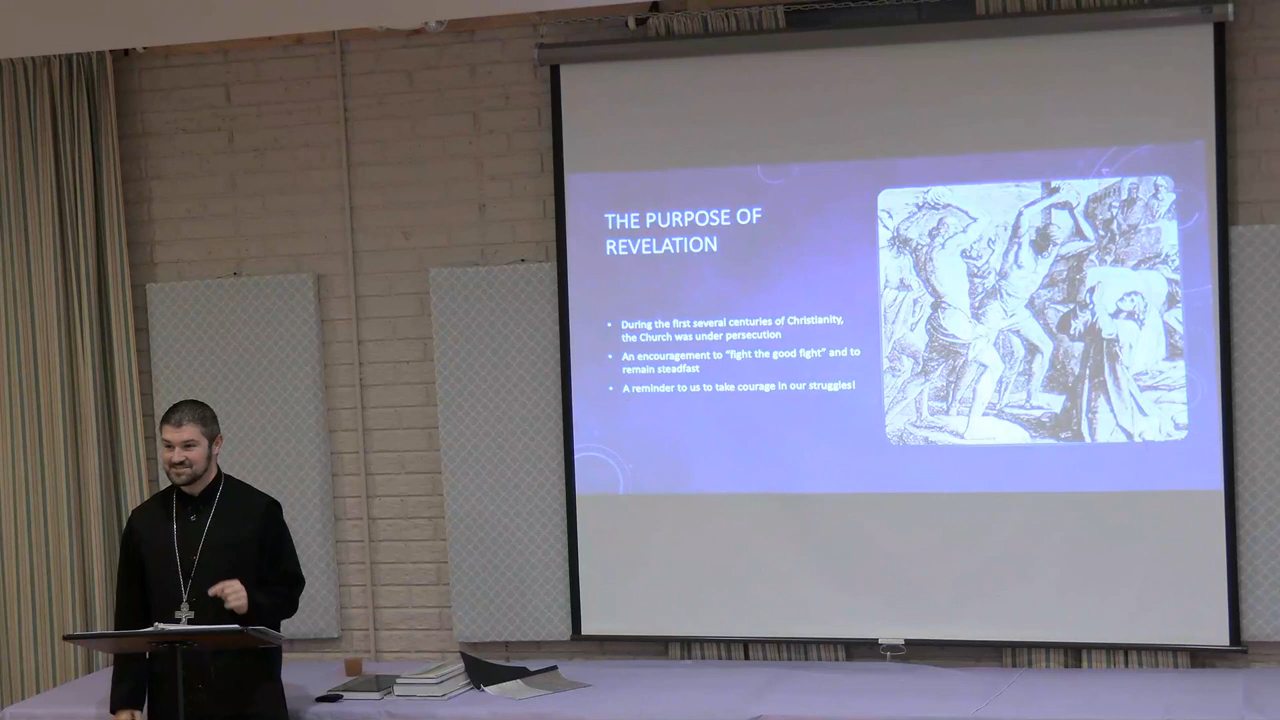 THE PURPOSE OF
REVELATION
• During the first several centuries of Christianity,
the Church was under persecution
• An encouragement to “fight the good fight” and to
remain steadfast
• A reminder to us to take courage in our struggles!